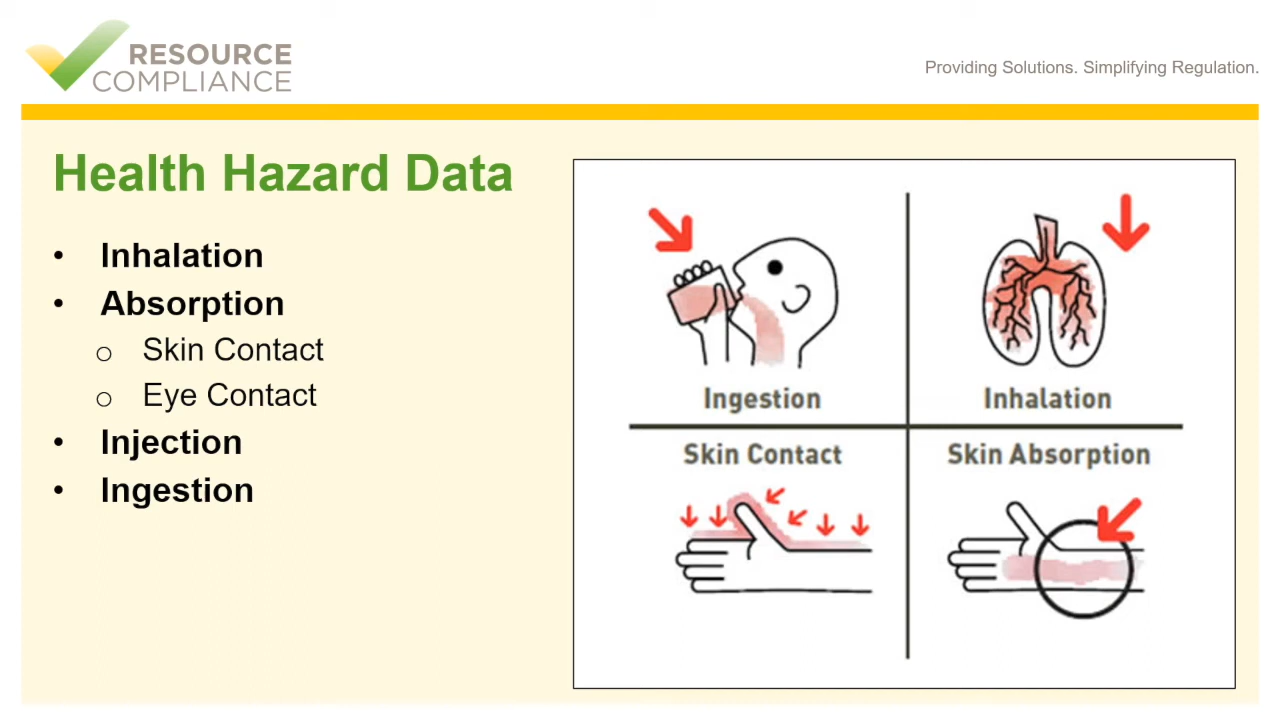 RESOURCE
COMPLIANCE
Providing Solutions. Simplifying Regulation.
Health Hazard Data
• Inhalation
• Absorption
o Skin Contact
o Eye Contact
• Injection
• Ingestion
Ingestion
Inhalation
Skin Contact
Skin Absorption